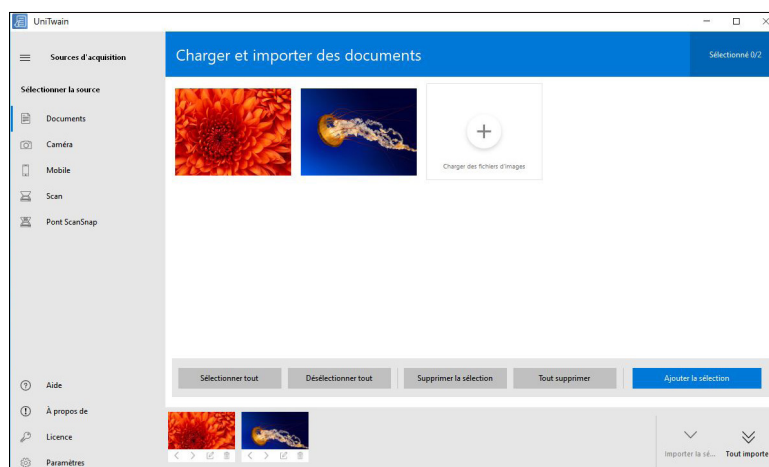 UniTwain
Sources d'acquisition
Charger et importer des documents
Sélectionné 0/2
Sélectionner la source
Documents
Caméra
Mobile
Scan
Pont ScanSnap
Charger des fichiers d'images
Sélectionner tout
Désélectionner tout
Supprimer la sélection
Tout supprimer
Ajouter la sélection
Aide
À propos de
Licence
Paramètres
Importer la sé...
Tout importe